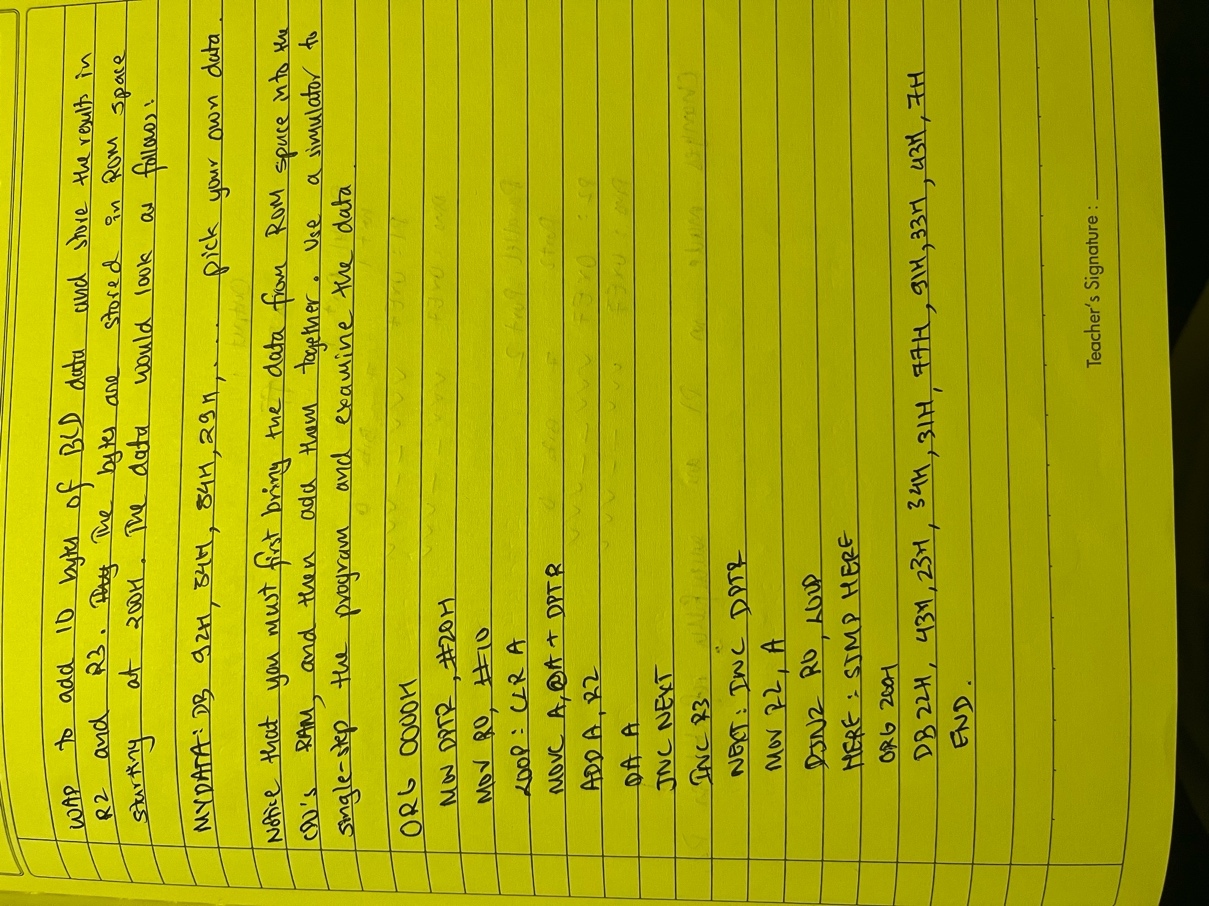 WAP to add 10 bytes of BCD data and store the results in
R2 and R3. The bytes are stored in ROM space
starting at 200H. The data would look as follows:
MYDATA: DB 92H, 34H, 84H, 29H, .... pick your own data.
Notice that you must first bring the data from ROM space into the
CPU's RAM, and then add them together. Use a simulator to
single-step the program and examine the data.
ORG 0000H
MOV DPTR, #20H
MOV R0, #10
LOOP: CLR A
MOVC A, @A + DPTR
ADD A, R2
DA A
JNC NEXT
INC R3
NEXT: INC DPTR
MOV R2, A
DJNZ R0, LOOP
HERE: SJMP HERE
ORG 200H
DB 22H, 43H, 23H, 34H, 31H, 77H, 91H, 33H, 43H, 7H
END.
Teacher's Signature :